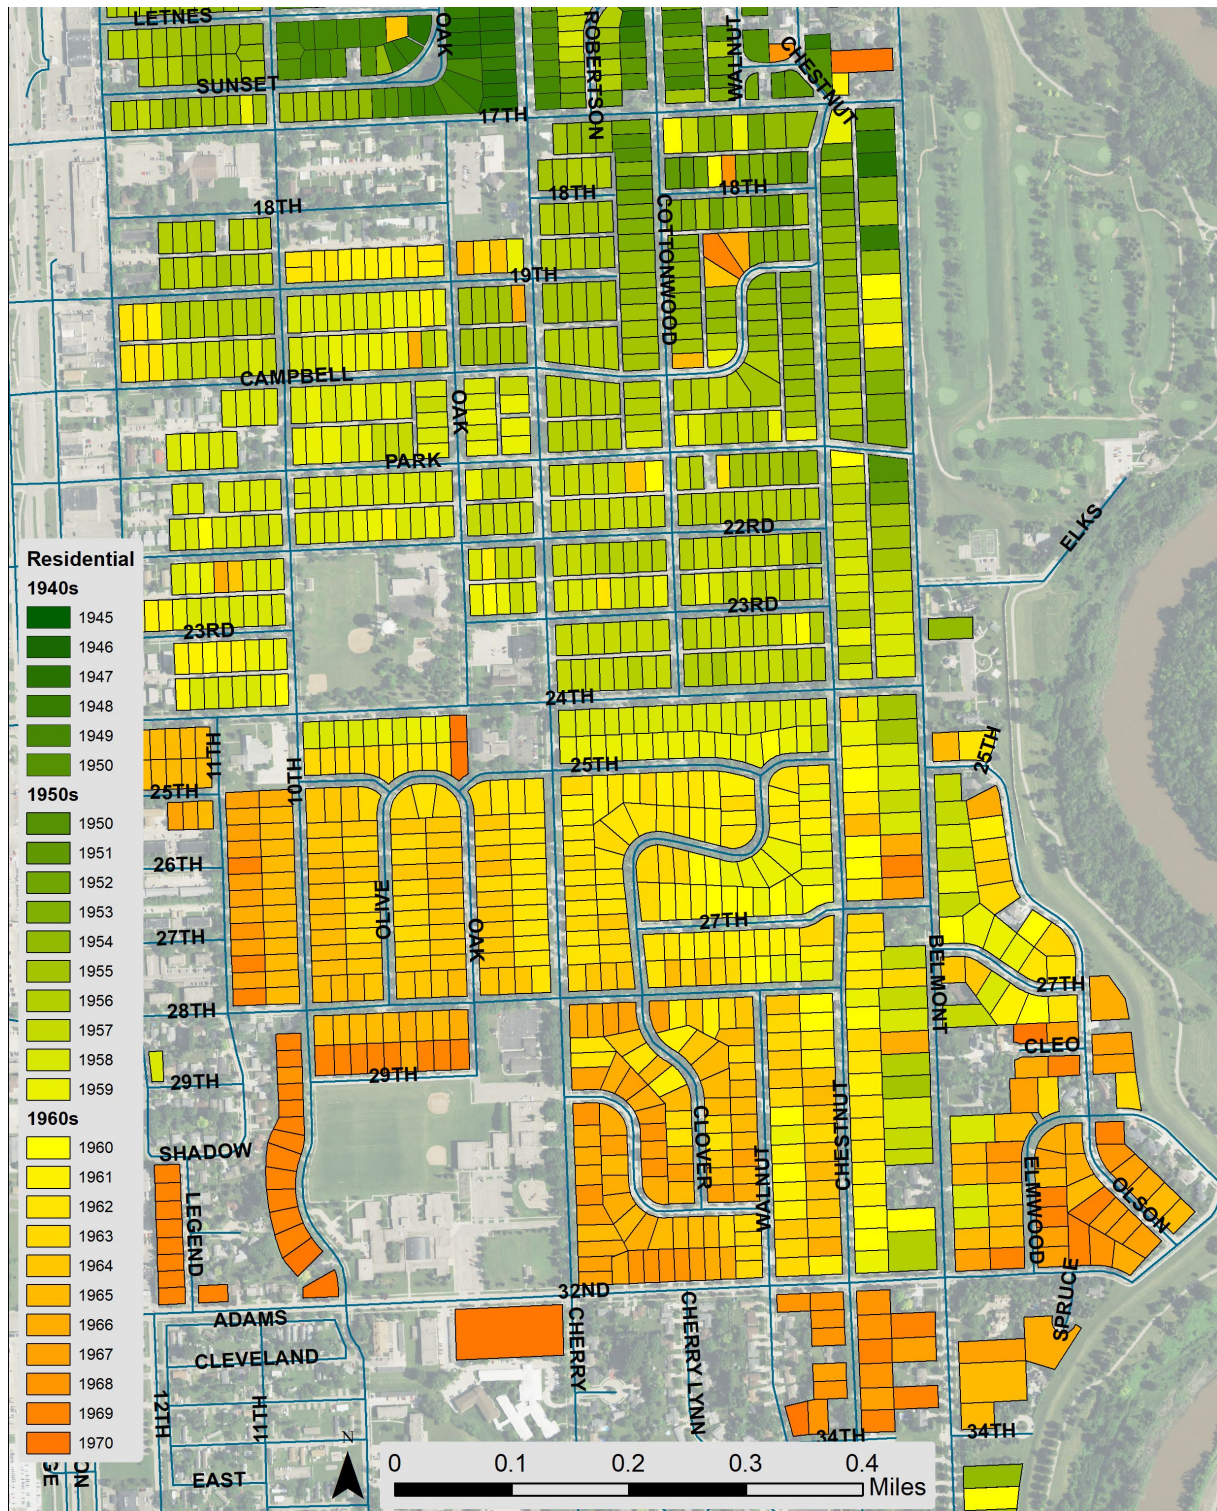 LETNES
OAK
ROBERTSON
WALNUT
CHESTNUT
SUNSET
17TH
18TH
18TH
18TH
COTTONWOOD
19TH
CAMPBELL
OAK
PARK
22RD
ELKS
23RD
23RD
24TH
11TH
10TH
25TH
25TH
25TH
26TH
OLIVE
OAK
27TH
27TH
BELMONT
27TH
28TH
CLEO
29TH
29TH
SHADOW
LEGEND
CLOVER
WALNUT
CHESTNUT
ELMWOOD
OLSON
SPRUCE
32ND
ADAMS
CLEVELAND
CHERRY
CHERRY LYNN
12TH
11TH
34TH
34TH
EAST
GE
ON
Residential
1940s
1945
1946
1947
1948
1949
1950
1950s
1950
1951
1952
1953
1954
1955
1956
1957
1958
1959
1960s
1960
1961
1962
1963
1964
1965
1966
1967
1968
1969
1970
N
0 0.1 0.2 0.3 0.4
Miles